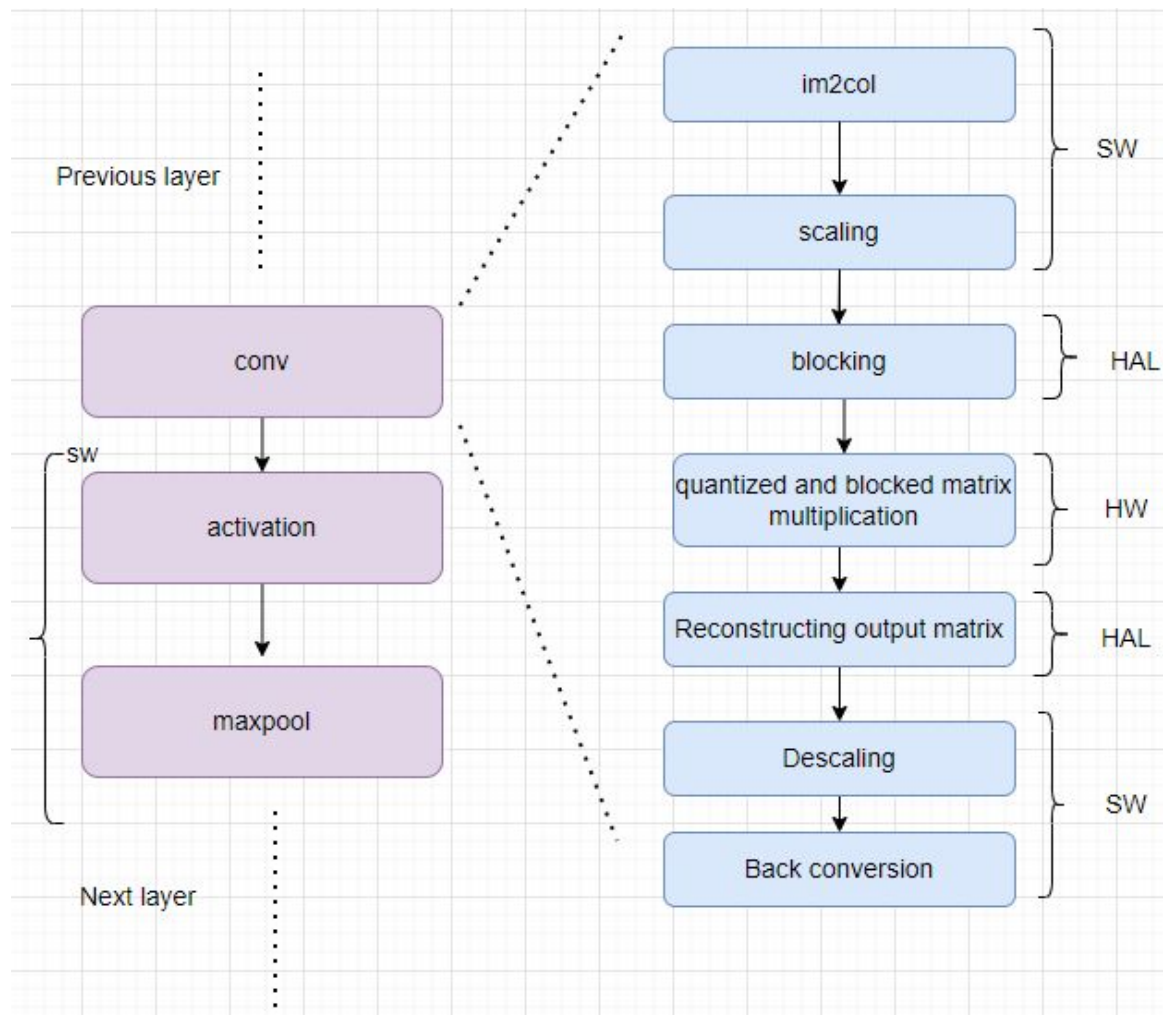 Previous layer
conv
sw
activation
maxpool
Next layer
im2col
scaling
SW
blocking
HAL
quantized and blocked matrix
multiplication
HW
Reconstructing output matrix
HAL
Descaling
Back conversion
SW